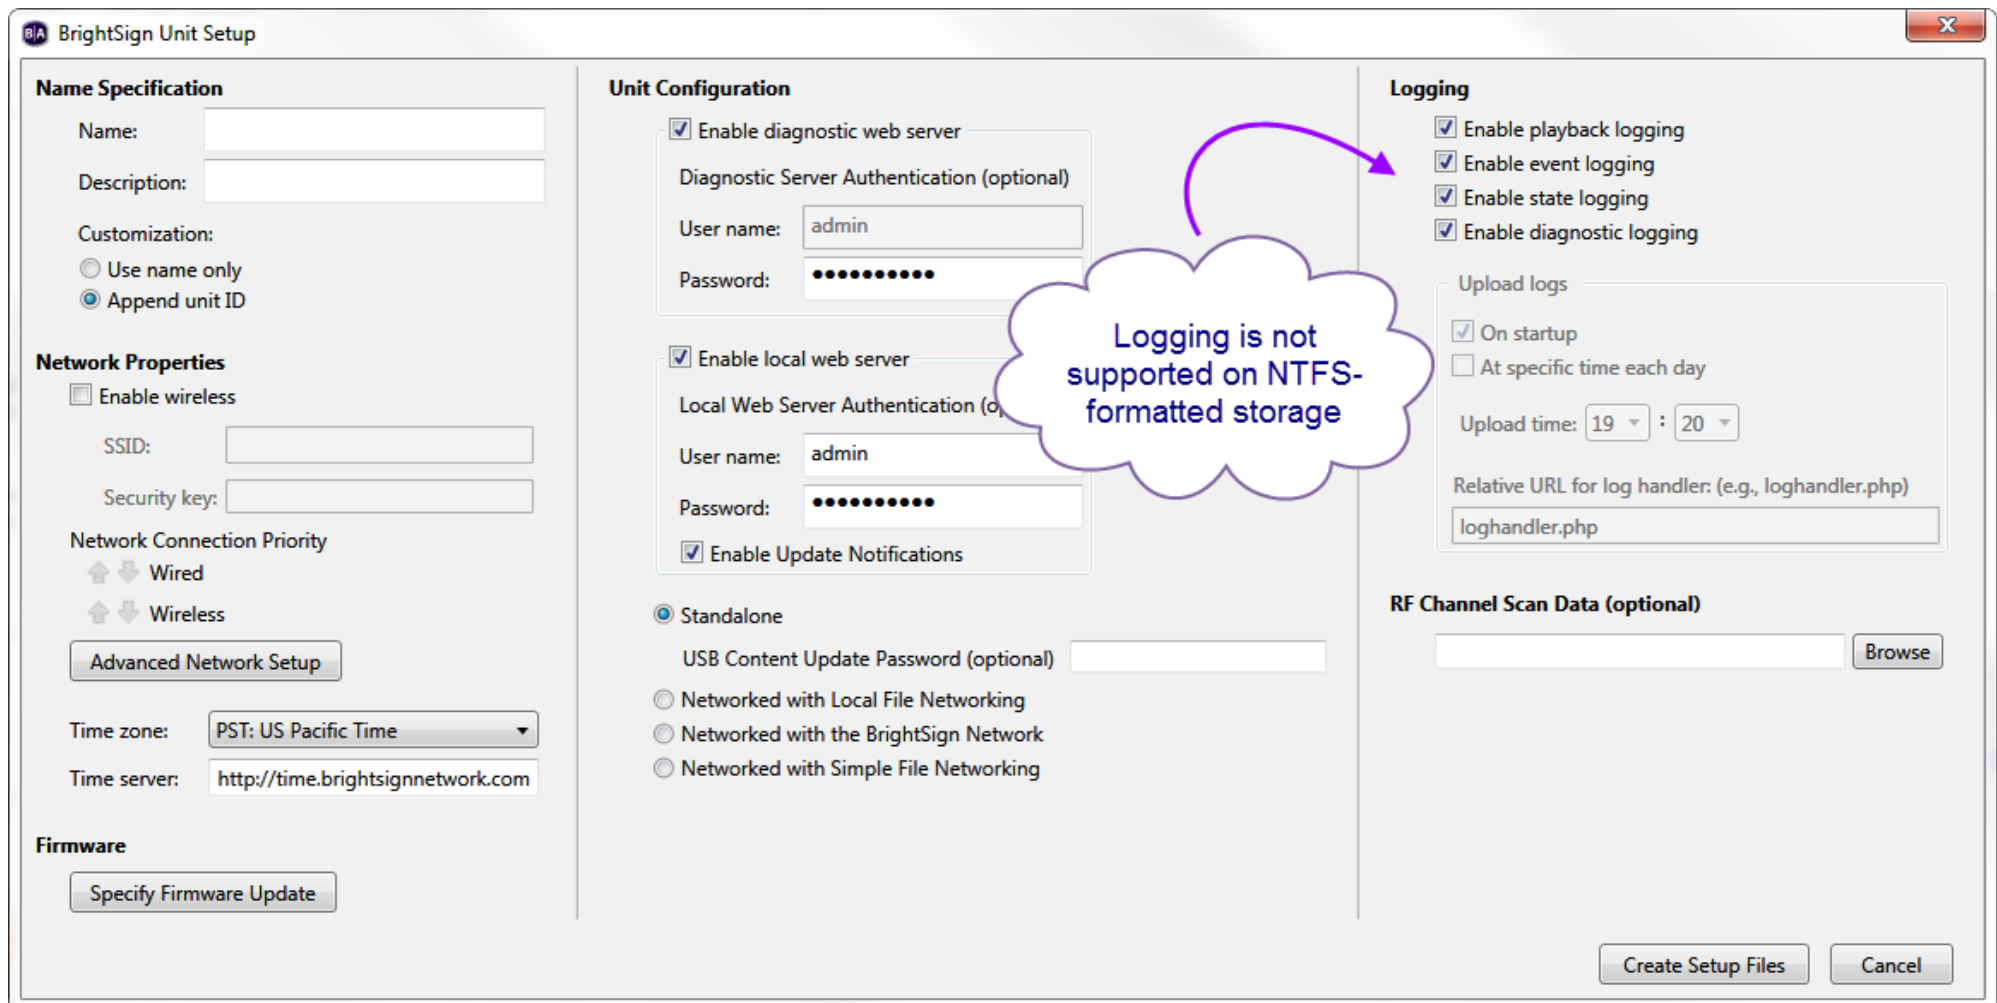 BA BrightSign Unit Setup
X
Name Specification
Name:
Description:
Customization:
Use name only
Append unit ID
Network Properties
Enable wireless
SSID:
Security key:
Network Connection Priority
Wired
Wireless
Advanced Network Setup
Time zone: PST: US Pacific Time
Time server: http://time.brightsignnetwork.com
Firmware
Specify Firmware Update
Unit Configuration
Enable diagnostic web server
Diagnostic Server Authentication (optional)
User name: admin
Password: ●●●●●●●●●●
Enable local web server
Local Web Server Authentication
User name: admin
Password: ●●●●●●●●●●
Enable Update Notifications
Standalone
USB Content Update Password (optional)
Networked with Local File Networking
Networked with the BrightSign Network
Networked with Simple File Networking
Logging is not
supported on NTFS-
formatted storage
Logging
Enable playback logging
Enable event logging
Enable state logging
Enable diagnostic logging
Upload logs
On startup
At specific time each day
Upload time: 19 : 20
Relative URL for log handler: (e.g., loghandler.php)
loghandler.php
RF Channel Scan Data (optional)
Browse
Create Setup Files
Cancel